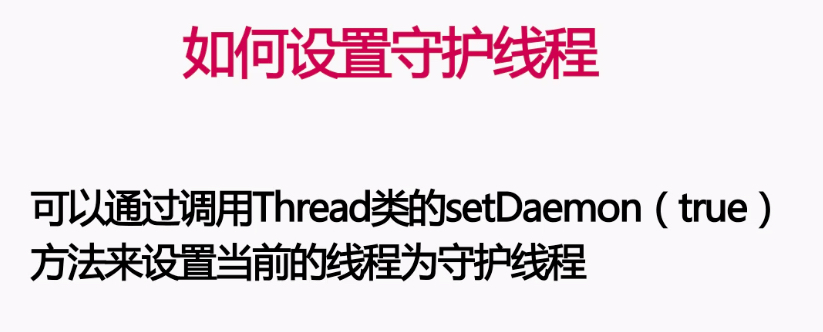 如何设置守护线程
可以通过调用Thread类的setDaemon（true）
方法来设置当前的线程为守护线程